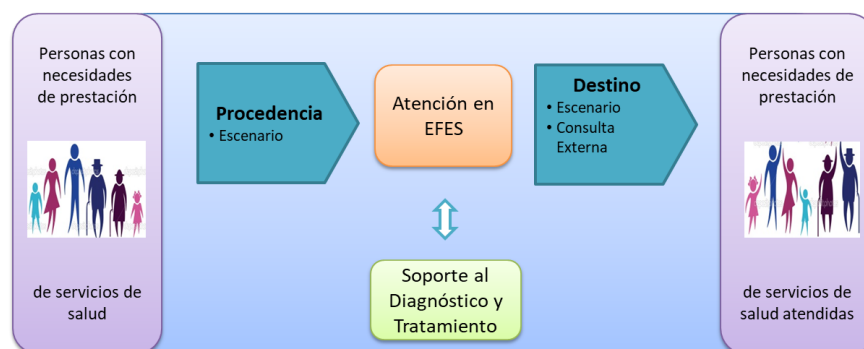 Personas con
necesidades
de prestación
de servicios de
salud
Procedencia
• Escenario
Atención en
EFES
Soporte al
Diagnóstico y
Tratamiento
Destino
• Escenario
• Consulta
Externa
Personas con
necesidades de
prestación
de servicios de
salud atendidas